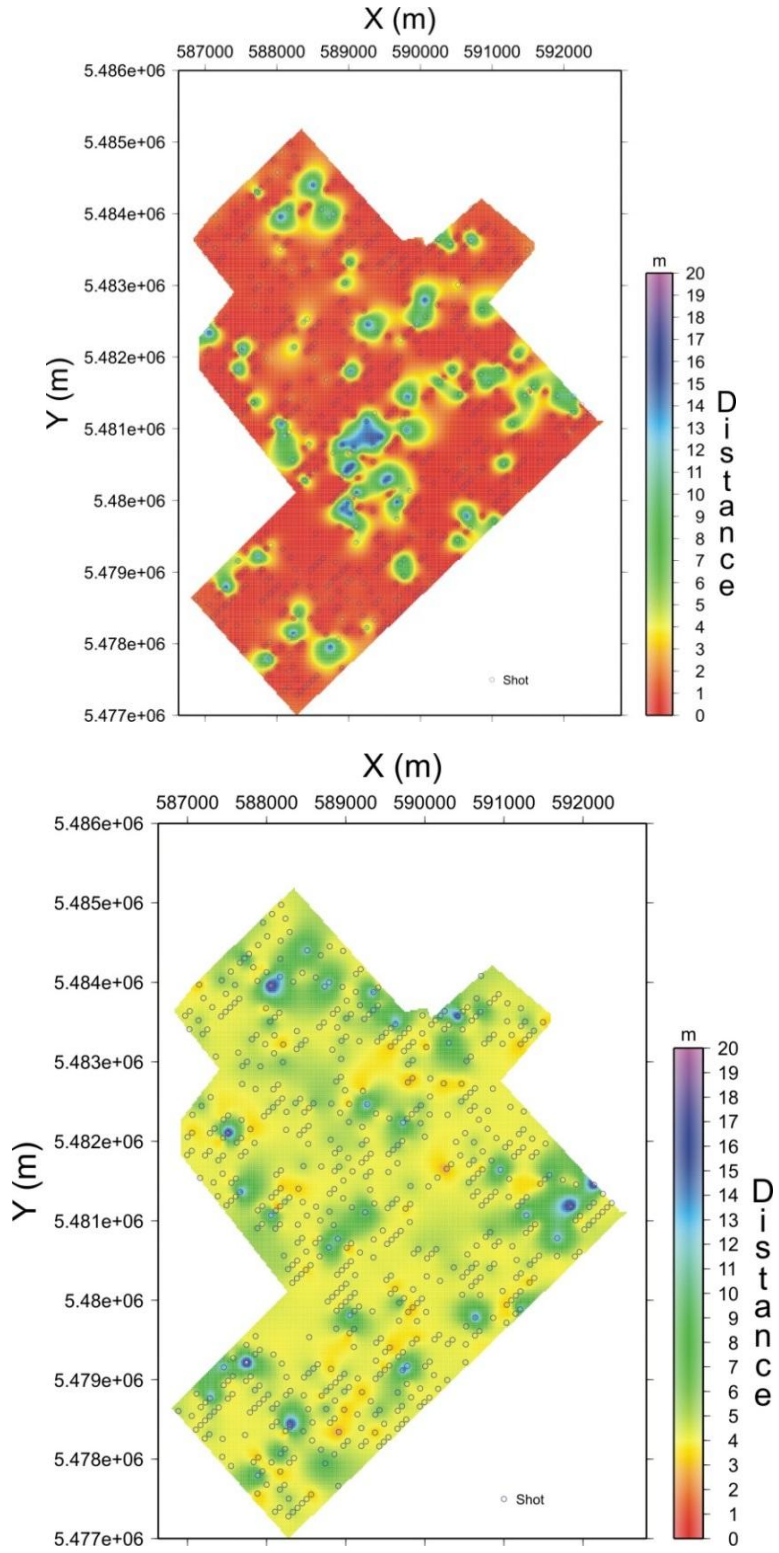 X (m)
587000 588000 589000 590000 591000 592000
5.486e+06
5.485e+06
5.484e+06
5.483e+06
5.482e+06
5.481e+06
5.48e+06
5.479e+06
5.478e+06
5.477e+06
Y (m)
Shot
m
20
19
18
17
16
15
14
13
12
11
10
9
8
7
6
5
4
3
2
1
0
Distance
X (m)
587000 588000 589000 590000 591000 592000
5.486e+06
5.485e+06
5.484e+06
5.483e+06
5.482e+06
5.481e+06
5.48e+06
5.479e+06
5.478e+06
5.477e+06
Y (m)
Shot
m
20
19
18
17
16
15
14
13
12
11
10
9
8
7
6
5
4
3
2
1
0
Distance